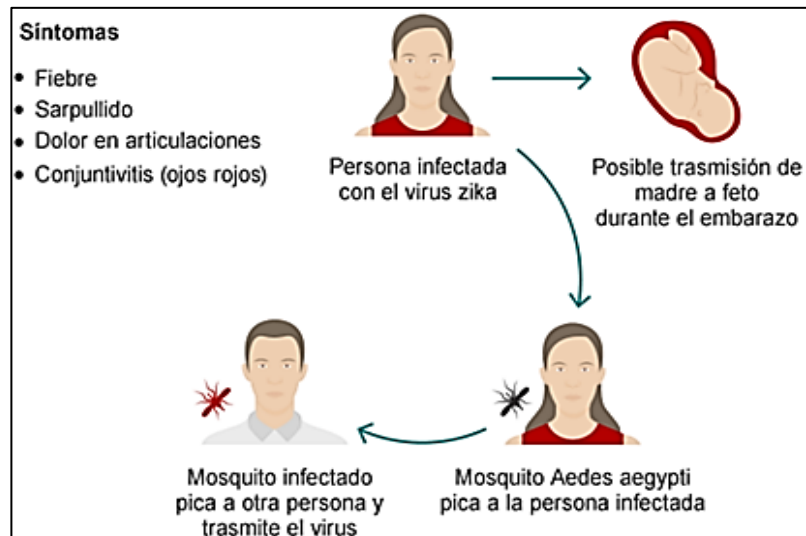 Síntomas
• Fiebre
• Sarpullido
• Dolor en articulaciones
• Conjuntivitis (ojos rojos)
Persona infectada
con el virus zika
Posible trasmisión de
madre a feto
durante el embarazo
Mosquito infectado
pica a otra persona y
trasmite el virus
Mosquito Aedes aegypti
pica a la persona infectada